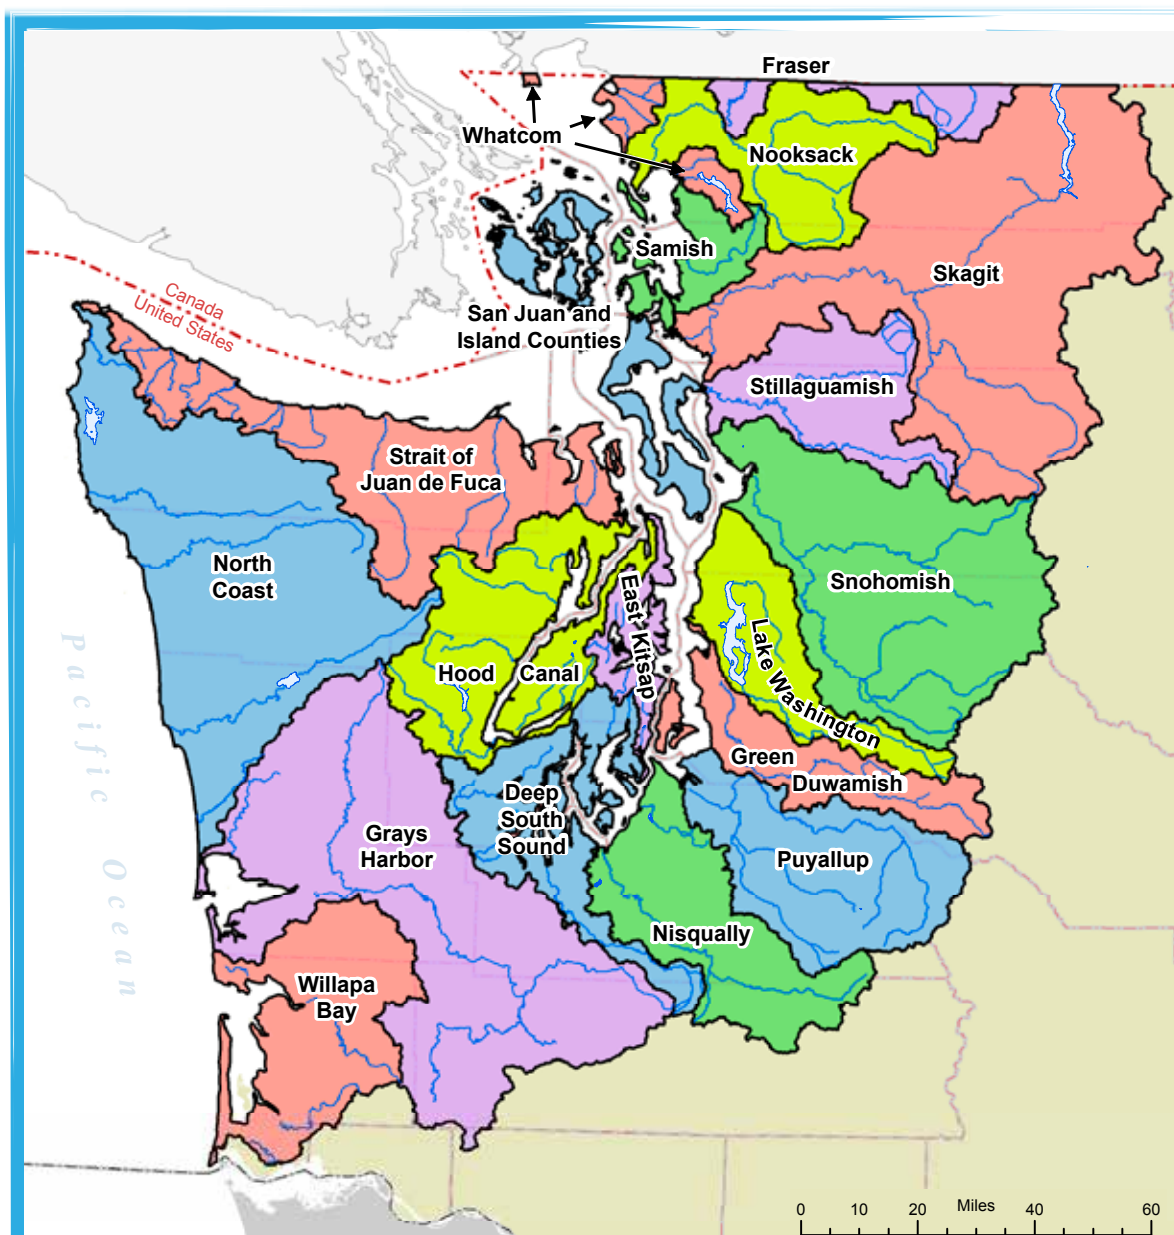 Fraser
Whatcom
Nooksack
Samish
Skagit
Canada
United States
San Juan and
Island Counties
Stillaguamish
Strait of
Juan de Fuca
North
Coast
Snohomish
East Kitsap
Lake Washington
Hood Canal
Pacific Ocean
Green
Duwamish
Deep
South
Sound
Grays
Harbor
Puyallup
Nisqually
Willapa
Bay
Miles
0 10 20 40 60